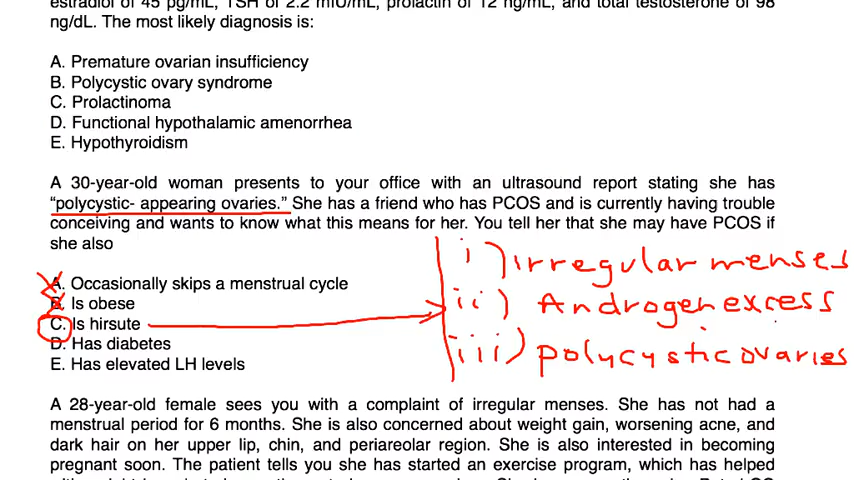 estradiol of 45 pg/mL, TSH of 2.2 mIU/mL, prolactin of 12 ng/mL, and total testosterone of 98
ng/dL. The most likely diagnosis is:
A. Premature ovarian insufficiency
B. Polycystic ovary syndrome
C. Prolactinoma
D. Functional hypothalamic amenorrhea
E. Hypothyroidism
A 30-year-old woman presents to your office with an ultrasound report stating she has
“polycystic- appearing ovaries.” She has a friend who has PCOS and is currently having trouble
conceiving and wants to know what this means for her. You tell her that she may have PCOS if
she also
i) irregular menses
A. Occasionally skips a menstrual cycle
B. Is obese
ii) Androgen excess
C. Is hirsute
D. Has diabetes
iii) polycystic ovaries
E. Has elevated LH levels
A 28-year-old female sees you with a complaint of irregular menses. She has not had a
menstrual period for 6 months. She is also concerned about weight gain, worsening acne, and
dark hair on her upper lip, chin, and periareolar region. She is also interested in becoming
pregnant soon. The patient tells you she has started an exercise program, which has helped